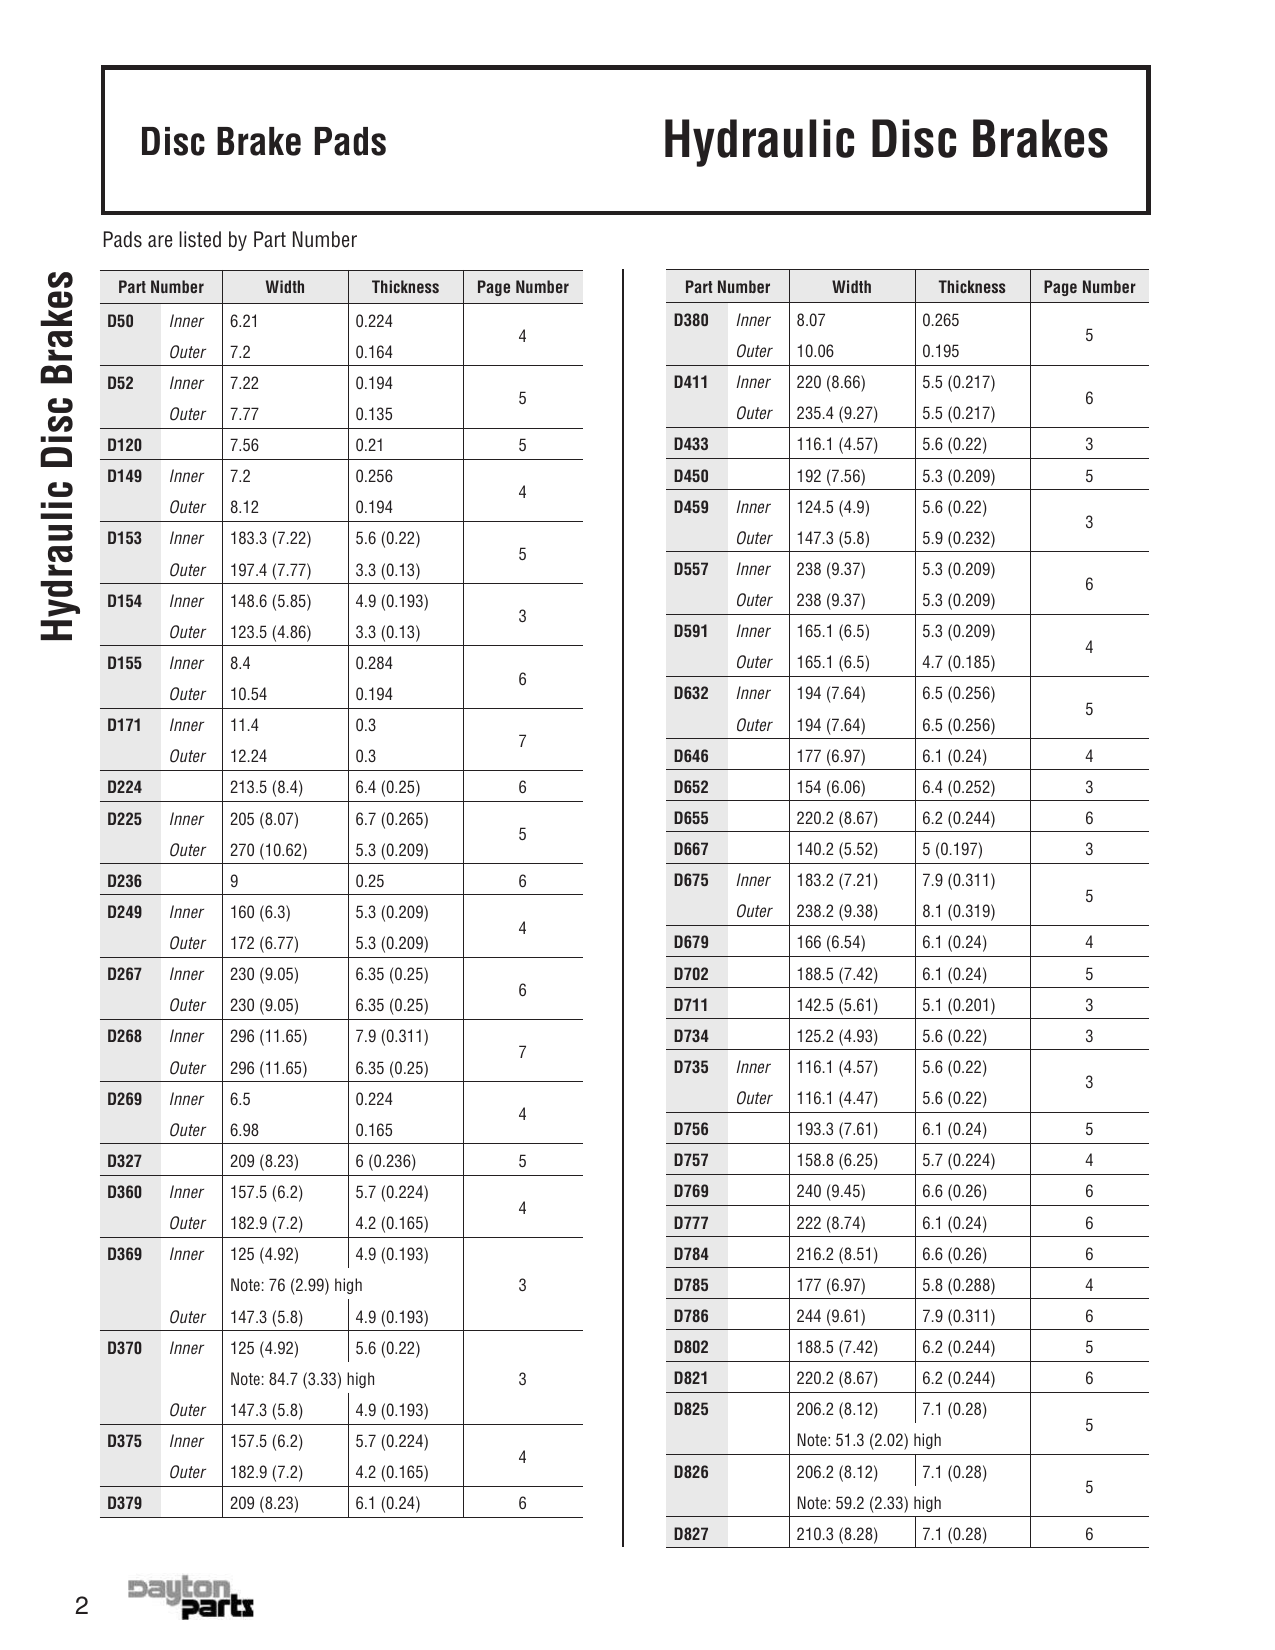 Disc Brake Pads
Hydraulic Disc Brakes
Pads are listed by Part Number
Hydraulic Disc Brakes
Part Number Width Thickness Page Number
D50 Inner 6.21 0.224
4
Outer 7.2 0.164
D52 Inner 7.22 0.194
5
Outer 7.77 0.135
D120 7.56 0.21 5
D149 Inner 7.2 0.256
4
Outer 8.12 0.194
D153 Inner 183.3 (7.22) 5.6 (0.22)
5
Outer 197.4 (7.77) 3.3 (0.13)
D154 Inner 148.6 (5.85) 4.9 (0.193)
3
Outer 123.5 (4.86) 3.3 (0.13)
D155 Inner 8.4 0.284
6
Outer 10.54 0.194
D171 Inner 11.4 0.3
7
Outer 12.24 0.3
D224 213.5 (8.4) 6.4 (0.25) 6
D225 Inner 205 (8.07) 6.7 (0.265)
5
Outer 270 (10.62) 5.3 (0.209)
D236 9 0.25 6
D249 Inner 160 (6.3) 5.3 (0.209)
4
Outer 172 (6.77) 5.3 (0.209)
D267 Inner 230 (9.05) 6.35 (0.25)
6
Outer 230 (9.05) 6.35 (0.25)
D268 Inner 296 (11.65) 7.9 (0.311)
7
Outer 296 (11.65) 6.35 (0.25)
D269 Inner 6.5 0.224
4
Outer 6.98 0.165
D327 209 (8.23) 6 (0.236) 5
D360 Inner 157.5 (6.2) 5.7 (0.224)
4
Outer 182.9 (7.2) 4.2 (0.165)
D369 Inner 125 (4.92) 4.9 (0.193)
Note: 76 (2.99) high 3
Outer 147.3 (5.8) 4.9 (0.193)
D370 Inner 125 (4.92) 5.6 (0.22)
Note: 84.7 (3.33) high 3
Outer 147.3 (5.8) 4.9 (0.193)
D375 Inner 157.5 (6.2) 5.7 (0.224)
4
Outer 182.9 (7.2) 4.2 (0.165)
D379 209 (8.23) 6.1 (0.24) 6
Part Number Width Thickness Page Number
D380 Inner 8.07 0.265
5
Outer 10.06 0.195
D411 Inner 220 (8.66) 5.5 (0.217)
6
Outer 235.4 (9.27) 5.5 (0.217)
D433 116.1 (4.57) 5.6 (0.22) 3
D450 192 (7.56) 5.3 (0.209) 5
D459 Inner 124.5 (4.9) 5.6 (0.22)
3
Outer 147.3 (5.8) 5.9 (0.232)
D557 Inner 238 (9.37) 5.3 (0.209)
6
Outer 238 (9.37) 5.3 (0.209)
D591 Inner 165.1 (6.5) 5.3 (0.209)
4
Outer 165.1 (6.5) 4.7 (0.185)
D632 Inner 194 (7.64) 6.5 (0.256)
5
Outer 194 (7.64) 6.5 (0.256)
D646 177 (6.97) 6.1 (0.24) 4
D652 154 (6.06) 6.4 (0.252) 3
D655 220.2 (8.67) 6.2 (0.244) 6
D667 140.2 (5.52) 5 (0.197) 3
D675 Inner 183.2 (7.21) 7.9 (0.311)
5
Outer 238.2 (9.38) 8.1 (0.319)
D679 166 (6.54) 6.1 (0.24) 4
D702 188.5 (7.42) 6.1 (0.24) 5
D711 142.5 (5.61) 5.1 (0.201) 3
D734 125.2 (4.93) 5.6 (0.22) 3
D735 Inner 116.1 (4.57) 5.6 (0.22)
3
Outer 116.1 (4.47) 5.6 (0.22)
D756 193.3 (7.61) 6.1 (0.24) 5
D757 158.8 (6.25) 5.7 (0.224) 4
D769 240 (9.45) 6.6 (0.26) 6
D777 222 (8.74) 6.1 (0.24) 6
D784 216.2 (8.51) 6.6 (0.26) 6
D785 177 (6.97) 5.8 (0.288) 4
D786 244 (9.61) 7.9 (0.311) 6
D802 188.5 (7.42) 6.2 (0.244) 5
D821 220.2 (8.67) 6.2 (0.244) 6
D825 206.2 (8.12) 7.1 (0.28)
5
Note: 51.3 (2.02) high
D826 206.2 (8.12) 7.1 (0.28)
5
Note: 59.2 (2.33) high
D827 210.3 (8.28) 7.1 (0.28) 6
2
Dayton
parts